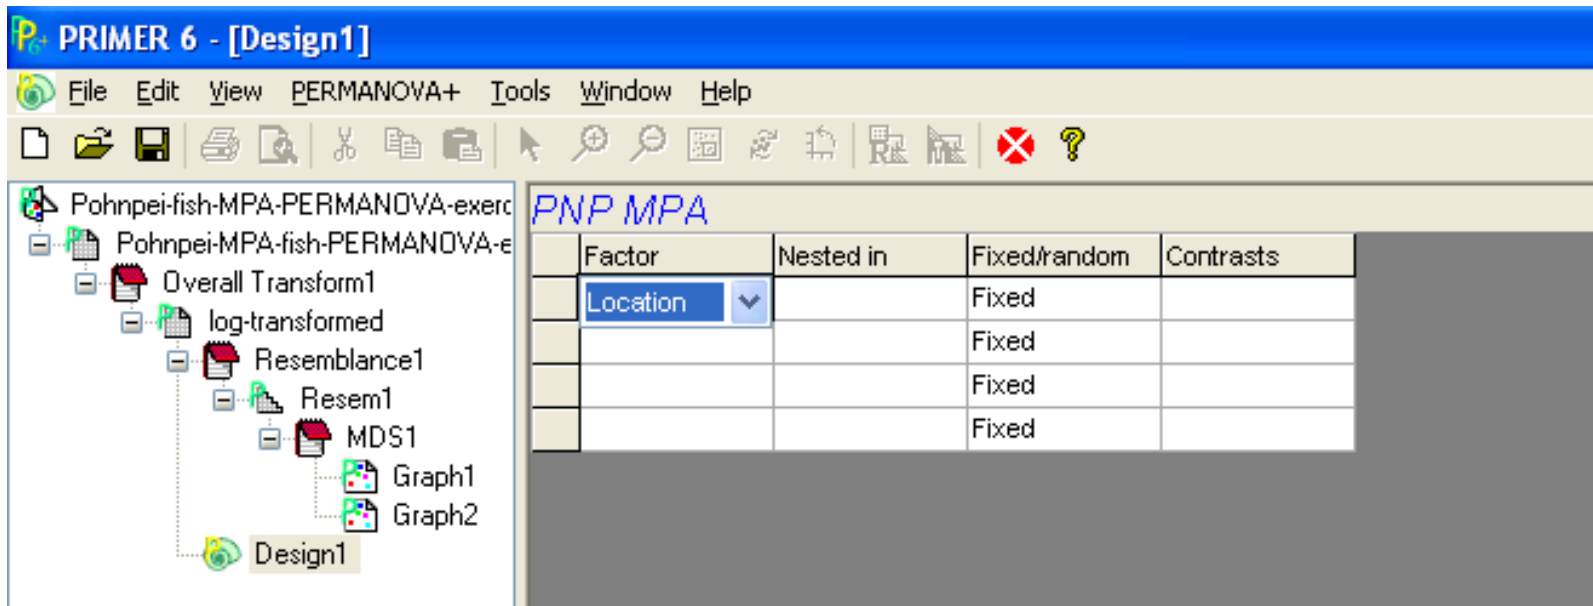 PRIMER 6 - [Design1]
File Edit View PERMANOVA+ Tools Window Help
Pohnpei-fish-MPA-PERMANOVA-exerc
Pohnpei-MPA-fish-PERMANOVA-e
Overall Transform1
log-transformed
Resemblance1
Resem1
MDS1
Graph1
Graph2
Design1
PNP MPA
Factor Nested in Fixed/random Contrasts
Location Fixed
Fixed
Fixed
Fixed